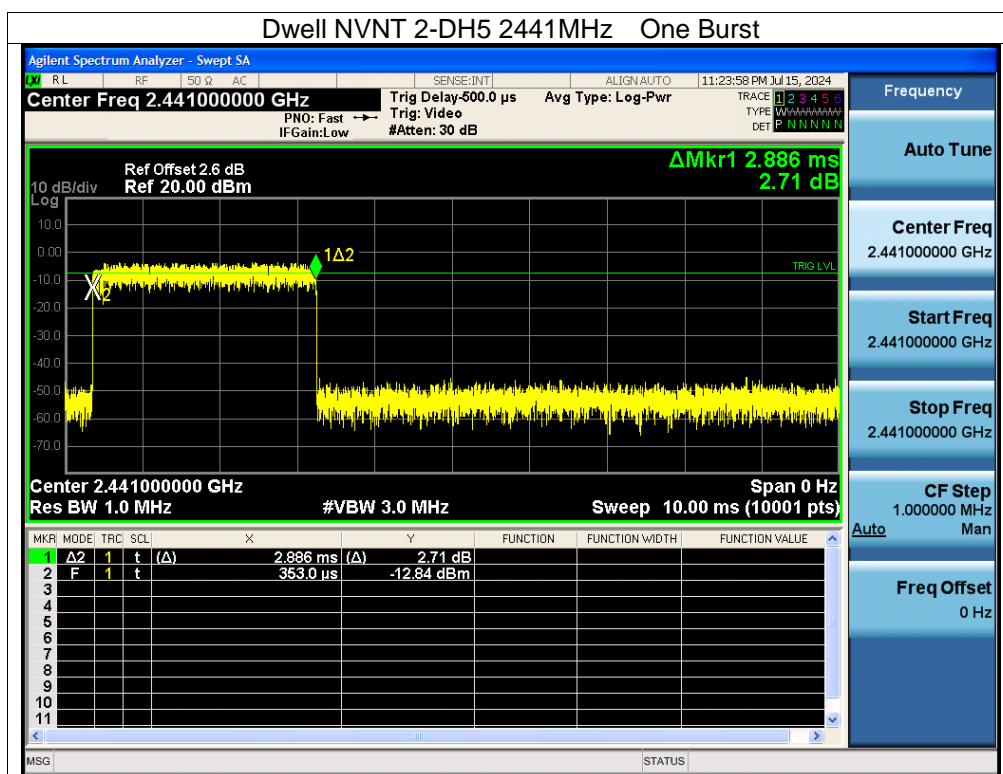 Dwell NVNT 2-DH5 2441MHz One Burst
Agilent Spectrum Analyzer - Swept SA
LXI RL RF 50 Ω AC SENSE:INT ALIGN AUTO 11:23:58 PM Jul 15, 2024
Center Freq 2.441000000 GHz
PNO: Fast
IFGain:Low
Trig Delay-500.0 µs
Trig: Video
#Atten: 30 dB
Avg Type: Log-Pwr
TRACE 1 2 3 4 5 6
TYPE WWWWWW
DET P N N N N N
Ref Offset 2.6 dB
10 dB/div Ref 20.00 dBm
Log
ΔMkr1 2.886 ms
2.71 dB
10.0
0.00
-10.0
-20.0
-30.0
-40.0
-50.0
-60.0
-70.0
1Δ2
TRIG LVL
2
Center 2.441000000 GHz Span 0 Hz
Res BW 1.0 MHz #VBW 3.0 MHz Sweep 10.00 ms (10001 pts)
MKR MODE TRC SCL X Y FUNCTION FUNCTION WIDTH FUNCTION VALUE
1 Δ2 1 t (Δ) 2.886 ms (Δ) 2.71 dB
2 F 1 t 353.0 µs -12.84 dBm
3
4
5
6
7
8
9
10
11
MSG STATUS
Frequency
Auto Tune
Center Freq
2.441000000 GHz
Start Freq
2.441000000 GHz
Stop Freq
2.441000000 GHz
CF Step
1.000000 MHz
Auto Man
Freq Offset
0 Hz